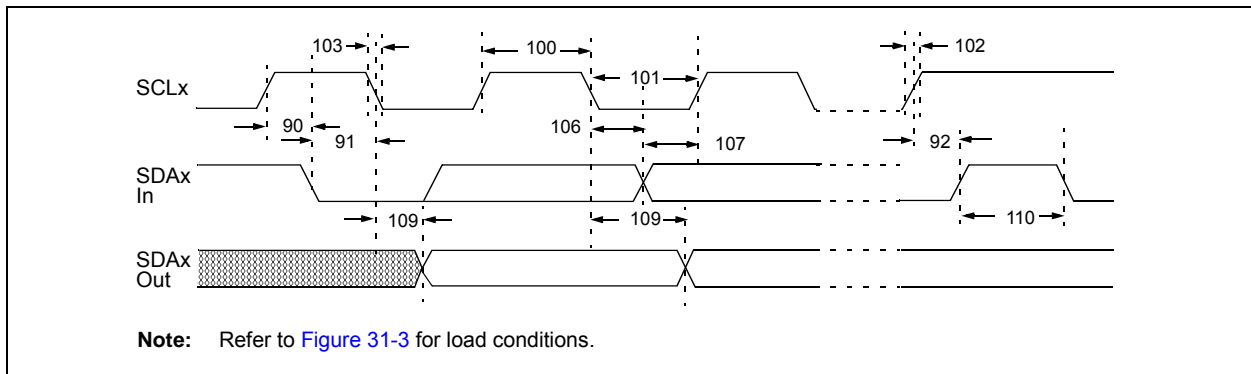 103
100
102
SCLx
101
90
91
106
107
92
SDAx
In
109
109
110
SDAx
Out
Note: Refer to Figure 31-3 for load conditions.